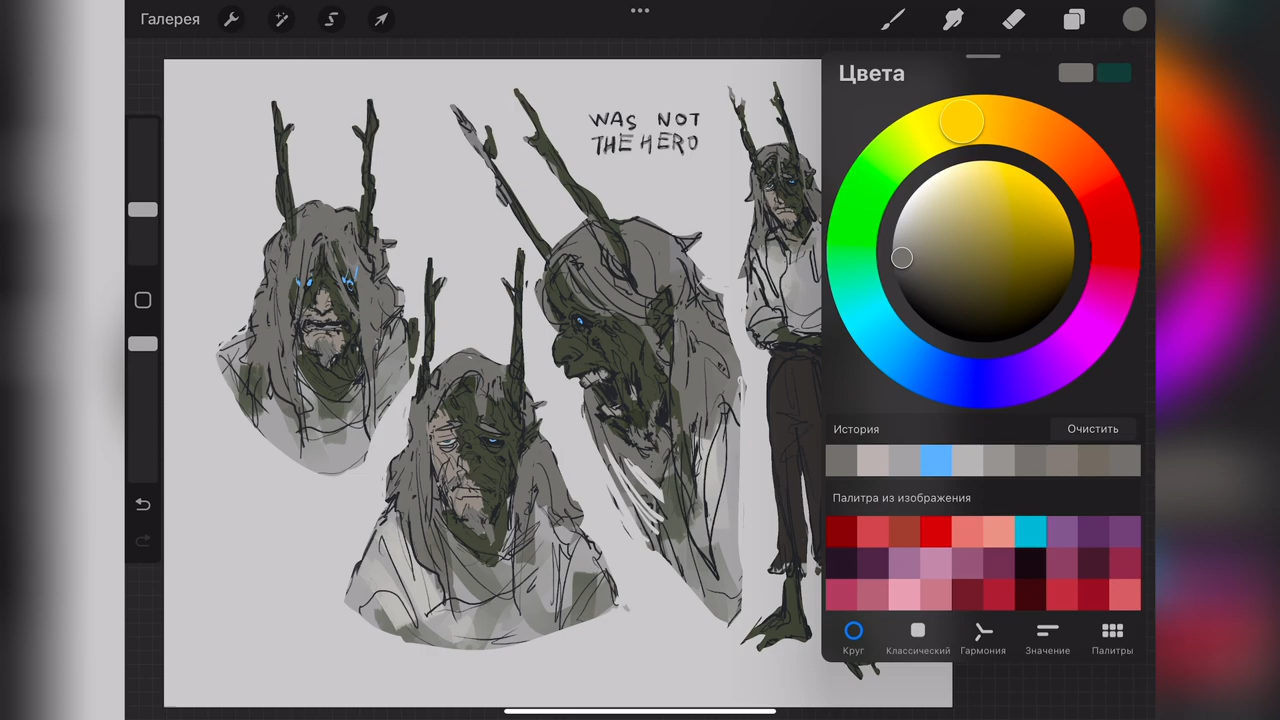 Галерея
WAS NOT
THE HERO
Цвета
История
Очистить
Палитра из изображения
Круг
Классический
Гармония
Значение
Палитры